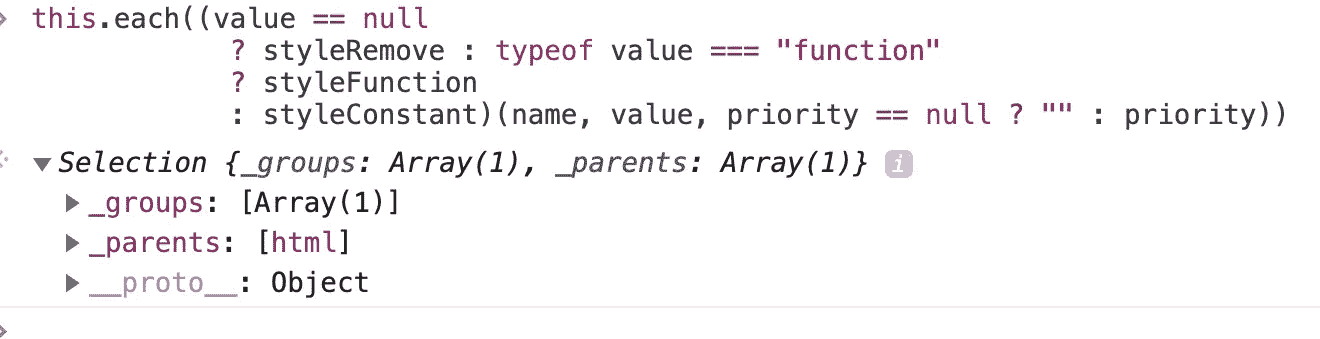 this.each((value == null
? styleRemove : typeof value === "function"
? styleFunction
: styleConstant)(name, value, priority == null ? "" : priority))
▼Selection {_groups: Array(1), _parents: Array(1)} i
▶_groups: [Array(1)]
▶_parents: [html]
▶__proto__: Object